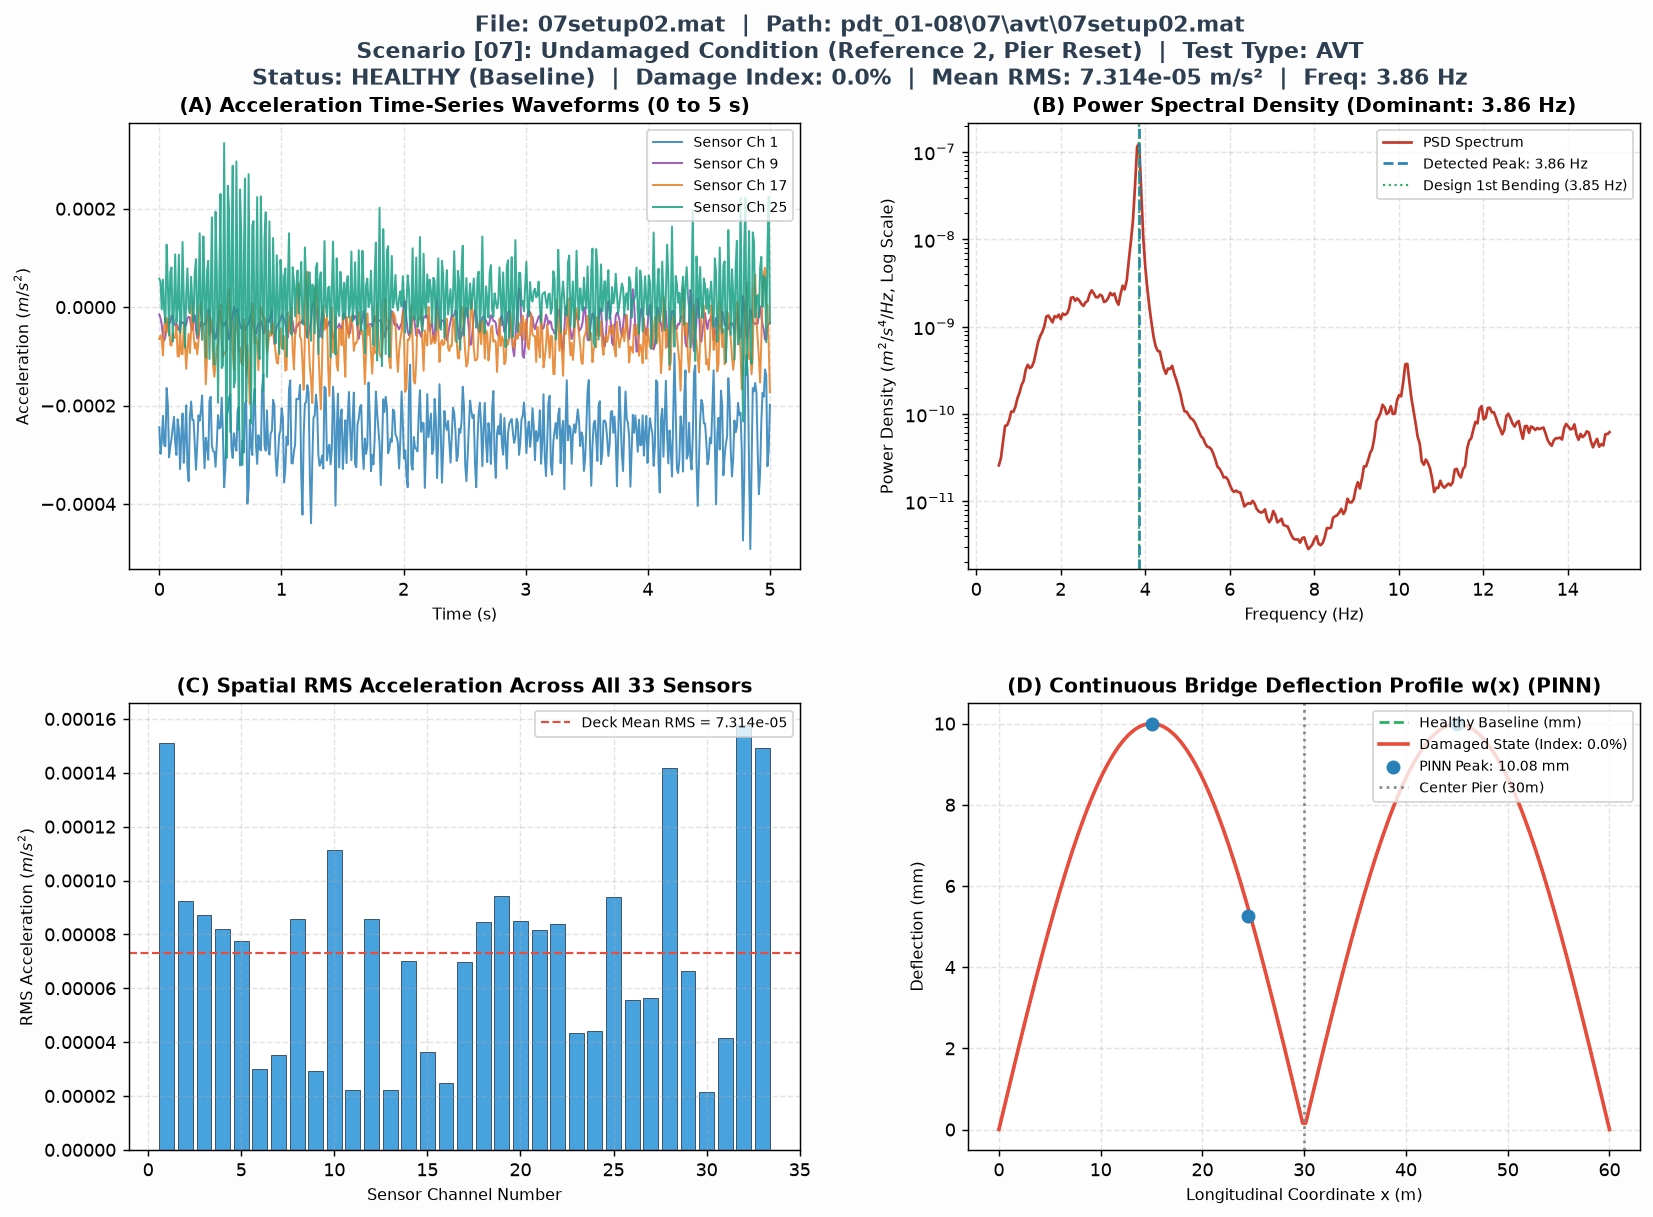 File: 07setup02.mat | Path: pdt_01-08\07\avt\07setup02.mat
Scenario [07]: Undamaged Condition (Reference 2, Pier Reset) | Test Type: AVT
Status: HEALTHY (Baseline) | Damage Index: 0.0% | Mean RMS: 7.314e-05 m/s² | Freq: 3.86 Hz
(A) Acceleration Time-Series Waveforms (0 to 5 s)
Sensor Ch 1
Sensor Ch 9
Sensor Ch 17
Sensor Ch 25
Acceleration (m/s²)
0.0002
0.0000
−0.0002
−0.0004
0 1 2 3 4 5
Time (s)
(B) Power Spectral Density (Dominant: 3.86 Hz)
PSD Spectrum
Detected Peak: 3.86 Hz
Design 1st Bending (3.85 Hz)
Power Density (m²/s⁴/Hz, Log Scale)
10⁻⁷
10⁻⁸
10⁻⁹
10⁻¹⁰
10⁻¹¹
0 2 4 6 8 10 12 14
Frequency (Hz)
(C) Spatial RMS Acceleration Across All 33 Sensors
Deck Mean RMS = 7.314e-05
RMS Acceleration (m/s²)
0.00016
0.00014
0.00012
0.00010
0.00008
0.00006
0.00004
0.00002
0.00000
0 5 10 15 20 25 30 35
Sensor Channel Number
(D) Continuous Bridge Deflection Profile w(x) (PINN)
Healthy Baseline (mm)
Damaged State (Index: 0.0%)
PINN Peak: 10.08 mm
Center Pier (30m)
Deflection (mm)
10
8
6
4
2
0
0 10 20 30 40 50 60
Longitudinal Coordinate x (m)